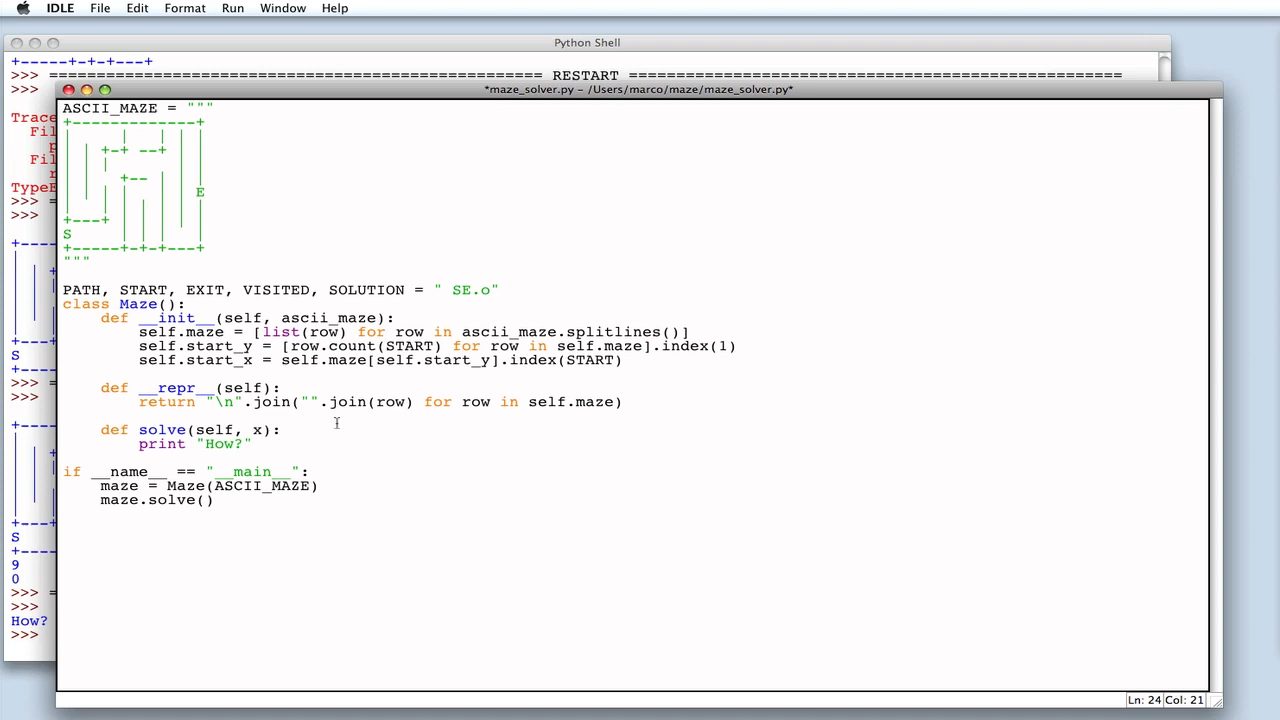 IDLE File Edit Format Run Window Help
Python Shell
+-----+-+-+---+
>>> ==================================================== RESTART ====================================================
>>>
*maze_solver.py – /Users/marco/maze/maze_solver.py*
Trace
Fil
Fil
TypeE
>>> =
>>>
S
>>> =
>>>
S
9
0
>>> =
>>>
How?
>>>
ASCII_MAZE = """
+-------------+
|     |   | | |
| | +-+ --+ | |
| | |       | |
| |   +-- | | |
| | | |   | | E
|   | | | | | |
+---+ | | | | |
S     | | |   |
+-----+-+-+---+
"""
PATH, START, EXIT, VISITED, SOLUTION = " SE.o"
class Maze():
    def __init__(self, ascii_maze):
        self.maze = [list(row) for row in ascii_maze.splitlines()]
        self.start_y = [row.count(START) for row in self.maze].index(1)
        self.start_x = self.maze[self.start_y].index(START)
    def __repr__(self):
        return "\n".join("".join(row) for row in self.maze)
    def solve(self, x):
        print "How?"
if __name__ == "__main__":
    maze = Maze(ASCII_MAZE)
    maze.solve()
Ln: 24 Col: 21